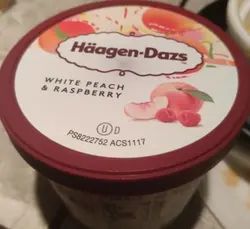 Häagen-Dazs
WHITE PEACH
& RASPBERRY
U D
PS8222752 ACS1117